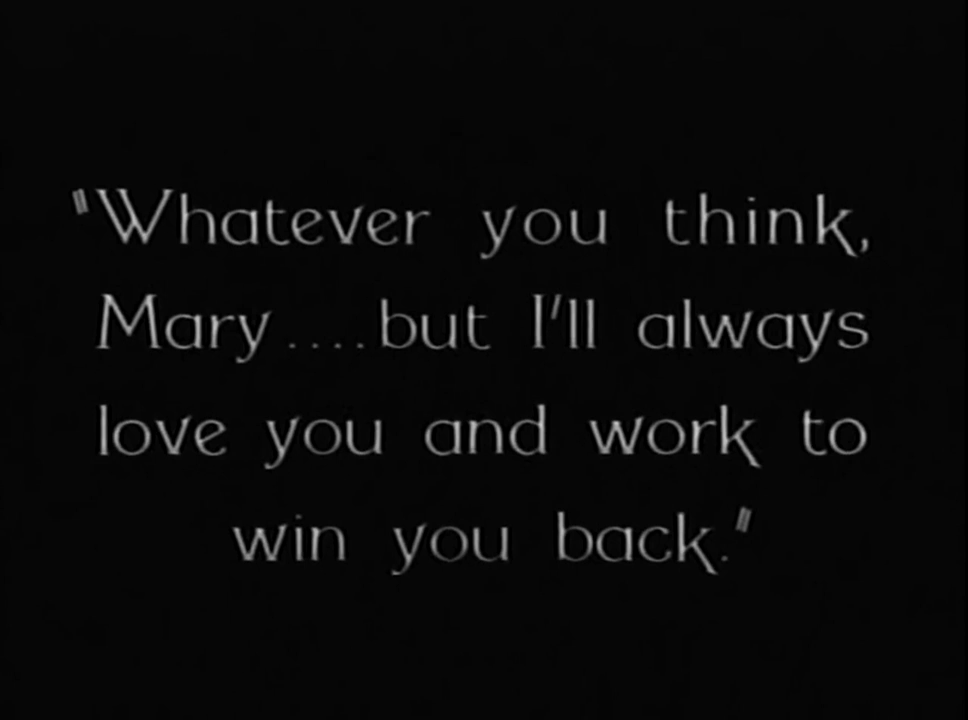 "Whatever you think,
Mary....but I'll always
love you and work to
win you back."